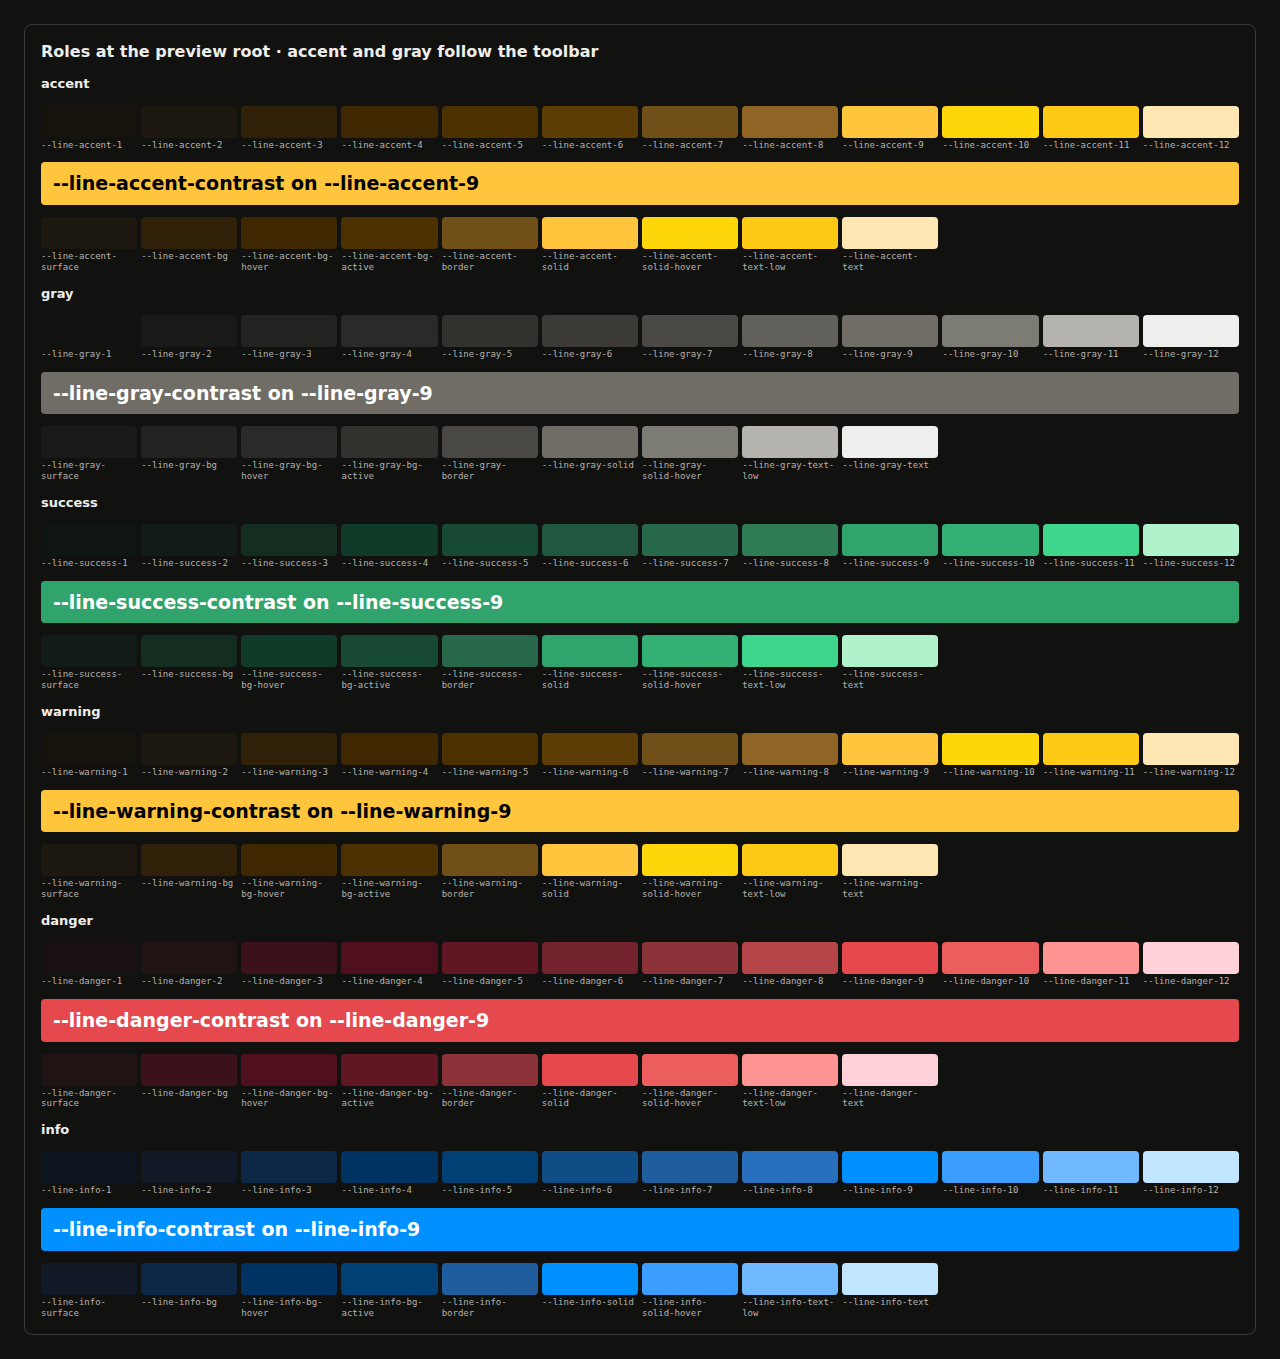 Roles at the preview root · accent and gray follow the toolbar
accent
--line-accent-1 --line-accent-2 --line-accent-3 --line-accent-4 --line-accent-5 --line-accent-6 --line-accent-7 --line-accent-8 --line-accent-9 --line-accent-10 --line-accent-11 --line-accent-12
--line-accent-contrast on --line-accent-9
--line-accent- --line-accent-bg --line-accent-bg- --line-accent-bg- --line-accent- --line-accent- --line-accent- --line-accent- --line-accent-
surface hover active border solid solid-hover text-low text
gray
--line-gray-1 --line-gray-2 --line-gray-3 --line-gray-4 --line-gray-5 --line-gray-6 --line-gray-7 --line-gray-8 --line-gray-9 --line-gray-10 --line-gray-11 --line-gray-12
--line-gray-contrast on --line-gray-9
--line-gray- --line-gray-bg --line-gray-bg- --line-gray-bg- --line-gray- --line-gray-solid --line-gray- --line-gray-text- --line-gray-text
surface hover active border solid-hover low
success
--line-success-1 --line-success-2 --line-success-3 --line-success-4 --line-success-5 --line-success-6 --line-success-7 --line-success-8 --line-success-9 --line-success-10 --line-success-11 --line-success-12
--line-success-contrast on --line-success-9
--line-success- --line-success-bg --line-success- --line-success- --line-success- --line-success- --line-success- --line-success- --line-success-
surface bg-hover bg-active border solid solid-hover text-low text
warning
--line-warning-1 --line-warning-2 --line-warning-3 --line-warning-4 --line-warning-5 --line-warning-6 --line-warning-7 --line-warning-8 --line-warning-9 --line-warning-10 --line-warning-11 --line-warning-12
--line-warning-contrast on --line-warning-9
--line-warning- --line-warning-bg --line-warning- --line-warning- --line-warning- --line-warning- --line-warning- --line-warning- --line-warning-
surface bg-hover bg-active border solid solid-hover text-low text
danger
--line-danger-1 --line-danger-2 --line-danger-3 --line-danger-4 --line-danger-5 --line-danger-6 --line-danger-7 --line-danger-8 --line-danger-9 --line-danger-10 --line-danger-11 --line-danger-12
--line-danger-contrast on --line-danger-9
--line-danger- --line-danger-bg --line-danger-bg- --line-danger-bg- --line-danger- --line-danger- --line-danger- --line-danger- --line-danger-
surface hover active border solid solid-hover text-low text
info
--line-info-1 --line-info-2 --line-info-3 --line-info-4 --line-info-5 --line-info-6 --line-info-7 --line-info-8 --line-info-9 --line-info-10 --line-info-11 --line-info-12
--line-info-contrast on --line-info-9
--line-info- --line-info-bg --line-info-bg- --line-info-bg- --line-info- --line-info-solid --line-info- --line-info-text- --line-info-text
surface hover active border solid-hover low